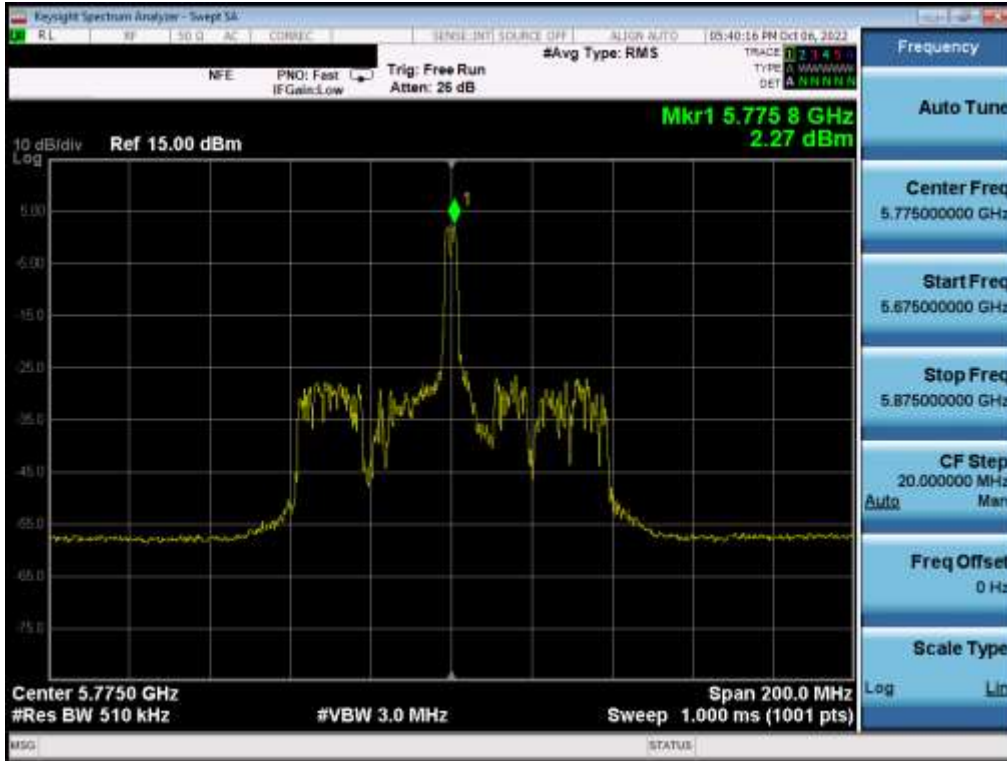 Keysight Spectrum Analyzer - Swept SA
RL RF 50 Ω AC CORREC SENSE:INT SOURCE OFF ALIGN AUTO 05:40:16 PM Oct 06, 2022
NFE PNO: Fast Trig: Free Run #Avg Type: RMS TRACE 1 2 3 4 5 6
IFGain:Low Atten: 26 dB TYPE A WWWWW
DET A N N N N N
Mkr1 5.775 8 GHz
2.27 dBm
10 dB/div Ref 15.00 dBm
Log
1
5.00
-5.00
-15.0
-25.0
-35.0
-45.0
-55.0
-65.0
-75.0
Center 5.7750 GHz Span 200.0 MHz
#Res BW 510 kHz #VBW 3.0 MHz Sweep 1.000 ms (1001 pts)
MSG STATUS
Frequency
Auto Tune
Center Freq
5.775000000 GHz
Start Freq
5.675000000 GHz
Stop Freq
5.875000000 GHz
CF Step
20.000000 MHz
Auto Man
Freq Offset
0 Hz
Scale Type
Log Lin